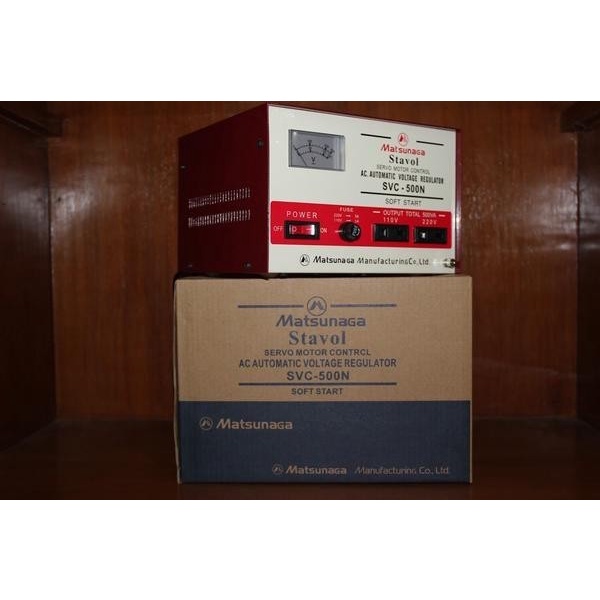 V
Matsunaga
Stavol
SERVO MOTOR CONTROL
AC AUTOMATIC VOLTAGE REGULATOR
SVC - 500N
SOFT START
POWER
OFF ON
FUSE
OUTPUT TOTAL 500VA
110V 220V
Matsunaga Manufacturing Co., Ltd.
Matsunaga
Stavol
SERVO MOTOR CONTRCL
AC AUTOMATIC VOLTAGE REGULATOR
SVC-500N
SOFT START
Matsunaga
Matsunaga Manufacturing Co., Ltd.